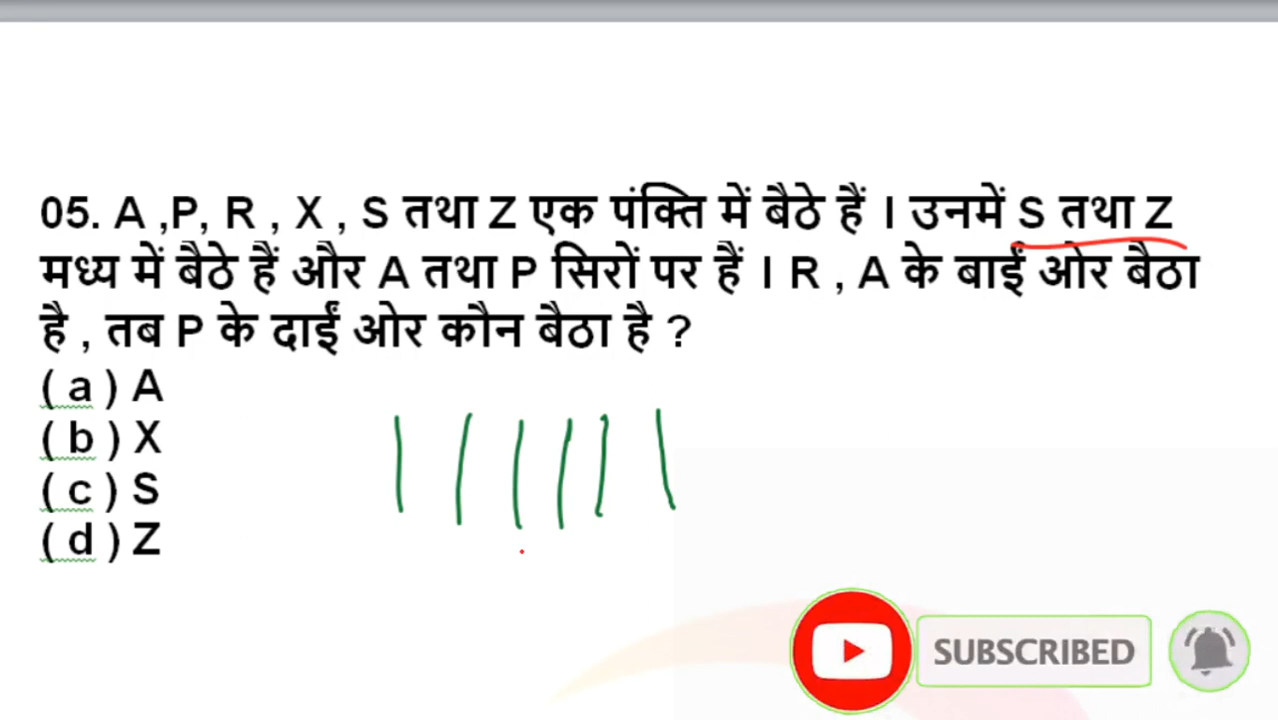 05. A ,P, R , X , S तथा Z एक पंक्ति में बैठे हैं I उनमें S तथा Z
मध्य में बैठे हैं और A तथा P सिरों पर हैं I R , A के बाईं ओर बैठा
है , तब P के दाईं ओर कौन बैठा है ?
( a ) A
( b ) X
( c ) S
( d ) Z
SUBSCRIBED